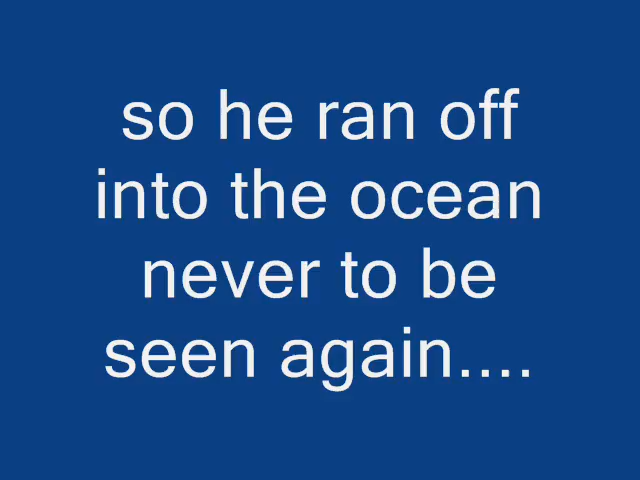 so he ran off
into the ocean
never to be
seen again....